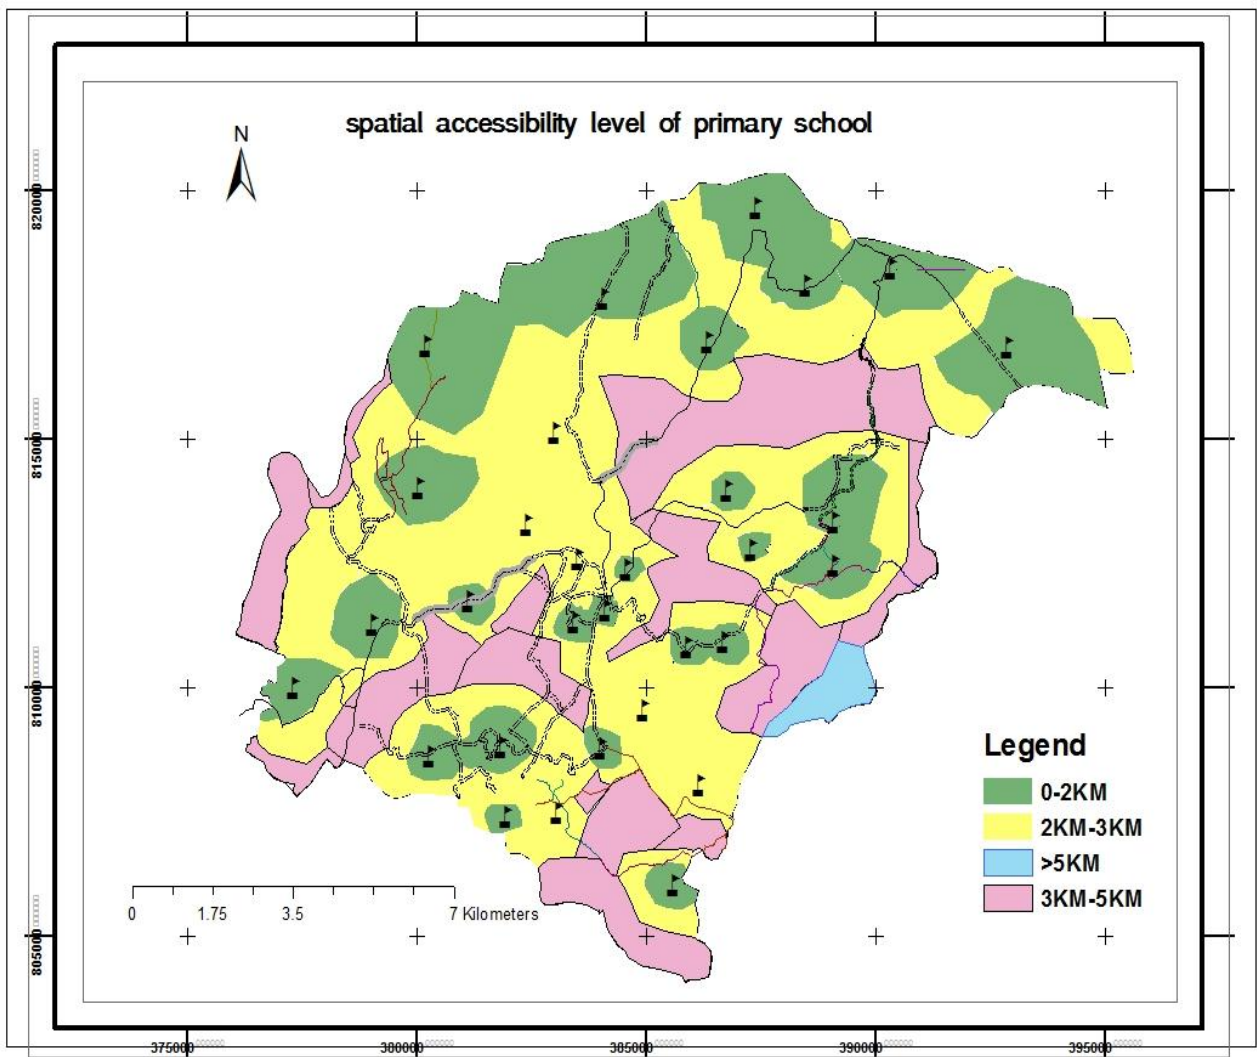 spatial accessibility level of primary school
N
820000
815000
810000
805000
Legend
0-2KM
2KM-3KM
>5KM
3KM-5KM
0 1.75 3.5 7 Kilometers
375000 380000 385000 390000 395000